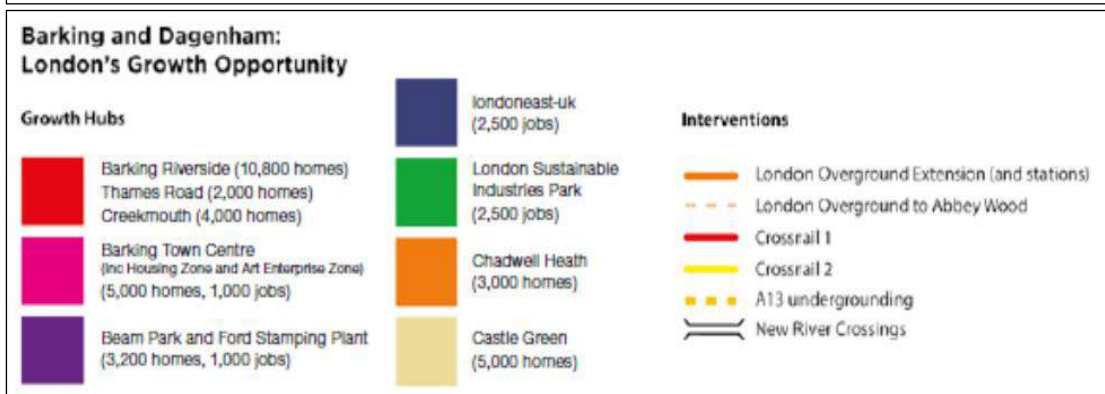 Barking and Dagenham:
London's Growth Opportunity
Growth Hubs
Barking Riverside (10,800 homes)
Thames Road (2,000 homes)
Creekmouth (4,000 homes)
Barking Town Centre
(inc Housing Zone and Art Enterprise Zone)
(5,000 homes, 1,000 jobs)
Beam Park and Ford Stamping Plant
(3,200 homes, 1,000 jobs)
londoneast-uk
(2,500 jobs)
London Sustainable
Industries Park
(2,500 jobs)
Chadwell Heath
(3,000 homes)
Castle Green
(5,000 homes)
Interventions
London Overground Extension (and stations)
London Overground to Abbey Wood
Crossrail 1
Crossrail 2
A13 undergrounding
New River Crossings